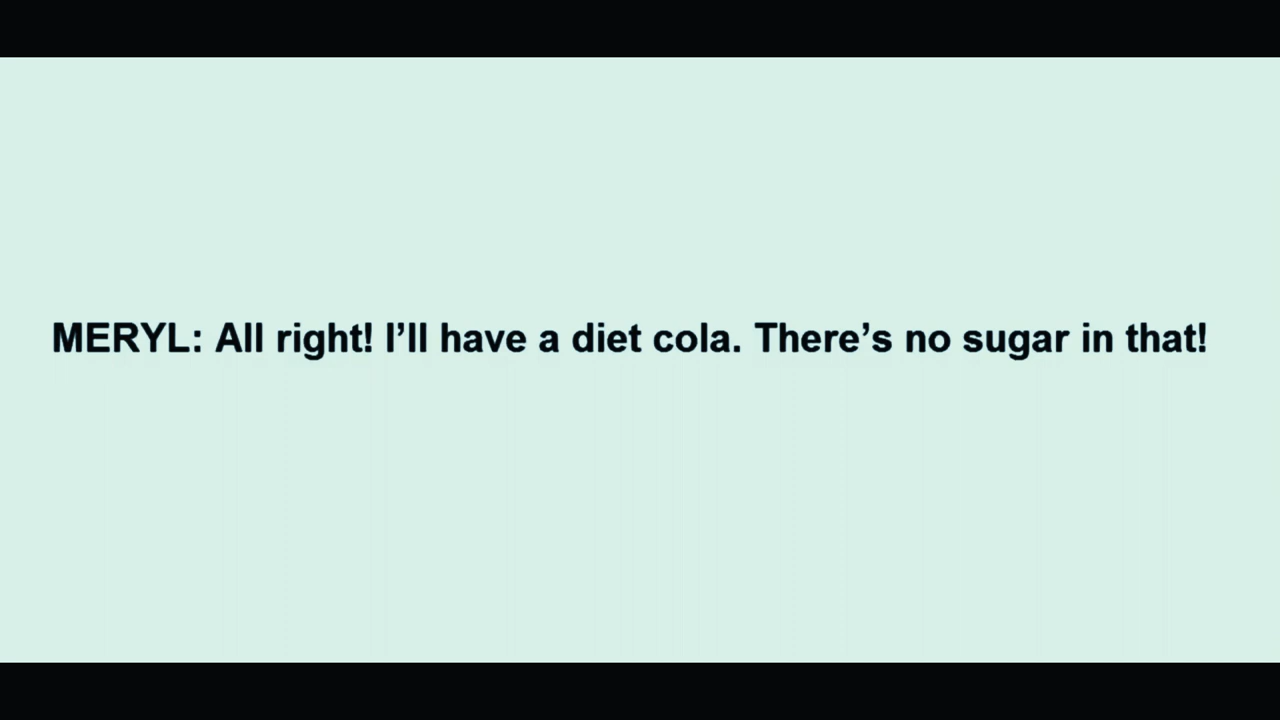 MERYL: All right! I’ll have a diet cola. There’s no sugar in that!